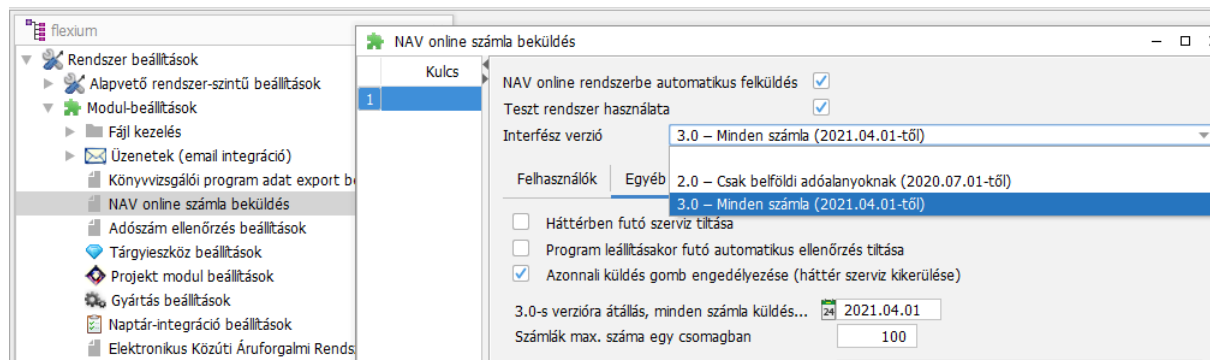 flexium
Rendszer beállítások
Alapvető rendszer-szintű beállítások
Modul-beállítások
Fájl kezelés
Üzenetek (email integráció)
Könyvvizsgálói program adat export
NAV online számla beküldés
Adószám ellenőrzés beállítások
Tárgyieszköz beállítások
Projekt modul beállítások
Gyártás beállítások
Naptár-integráció beállítások
Elektronikus Közúti Áruforgalmi
NAV online számla beküldés
Kulcs
1
NAV online rendszerbe automatikus felküldés
Teszt rendszer használata
Interfész verzió
3.0 – Minden számla (2021.04.01-től)
2.0 – Csak belföldi adóalanyoknak (2020.07.01-től)
3.0 – Minden számla (2021.04.01-től)
Felhasználók
Egyéb
Háttérben futó szerviz tiltása
Program leállításakor futó automatikus ellenőrzés tiltása
Azonnali küldés gomb engedélyezése (háttér szerviz kikerülése)
3.0-s verzióra átállás, minden számla küldés... 24 2021.04.01
Számlák max. száma egy csomagban 100